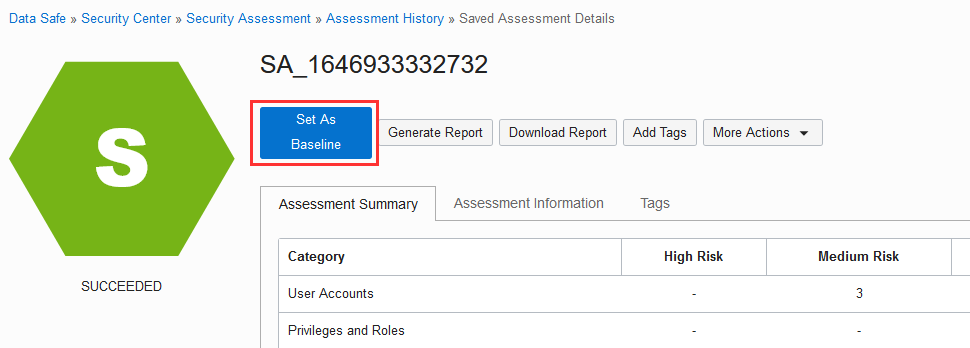 Data Safe » Security Center » Security Assessment » Assessment History » Saved Assessment Details
S
SUCCEEDED
SA_1646933332732
Set As
Baseline
Generate Report
Download Report
Add Tags
More Actions
Assessment Summary
Assessment Information
Tags
Category High Risk Medium Risk
User Accounts - 3
Privileges and Roles - -